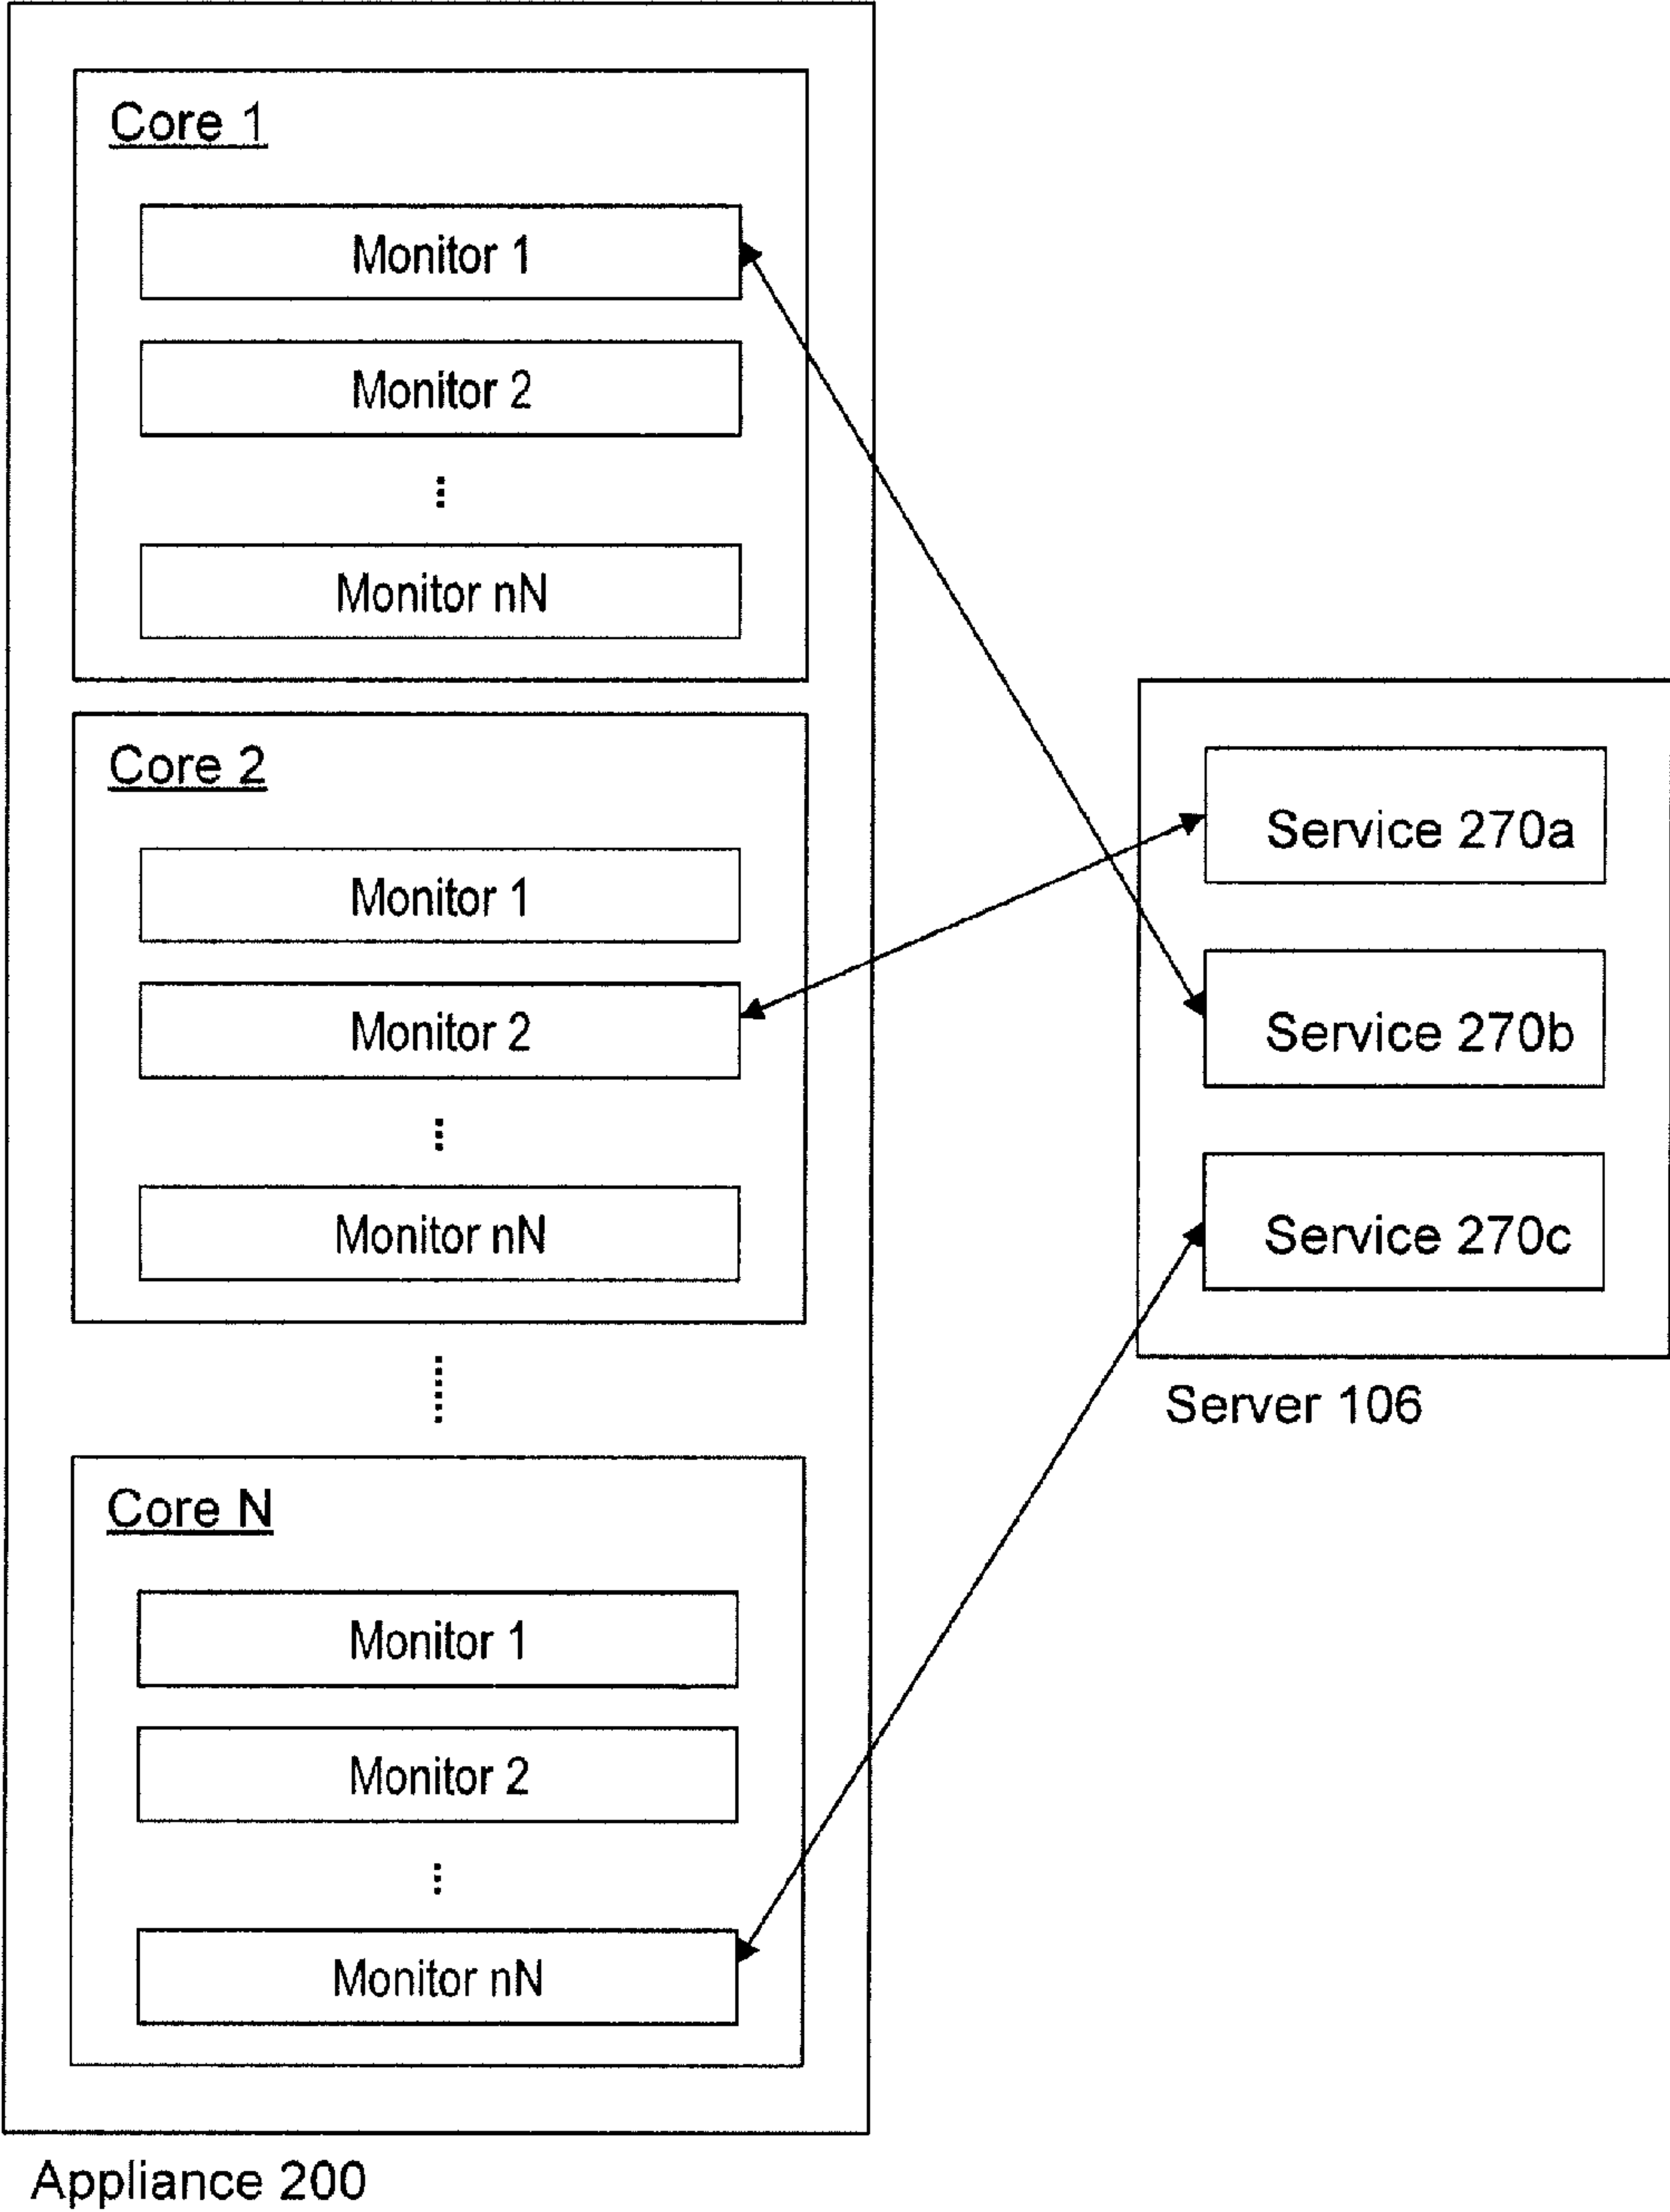 Core 1
Monitor 1
Monitor 2
...
Monitor nN
Core 2
Monitor 1
Monitor 2
...
Monitor nN
......
Core N
Monitor 1
Monitor 2
...
Monitor nN
Appliance 200
Service 270a
Service 270b
Service 270c
Server 106